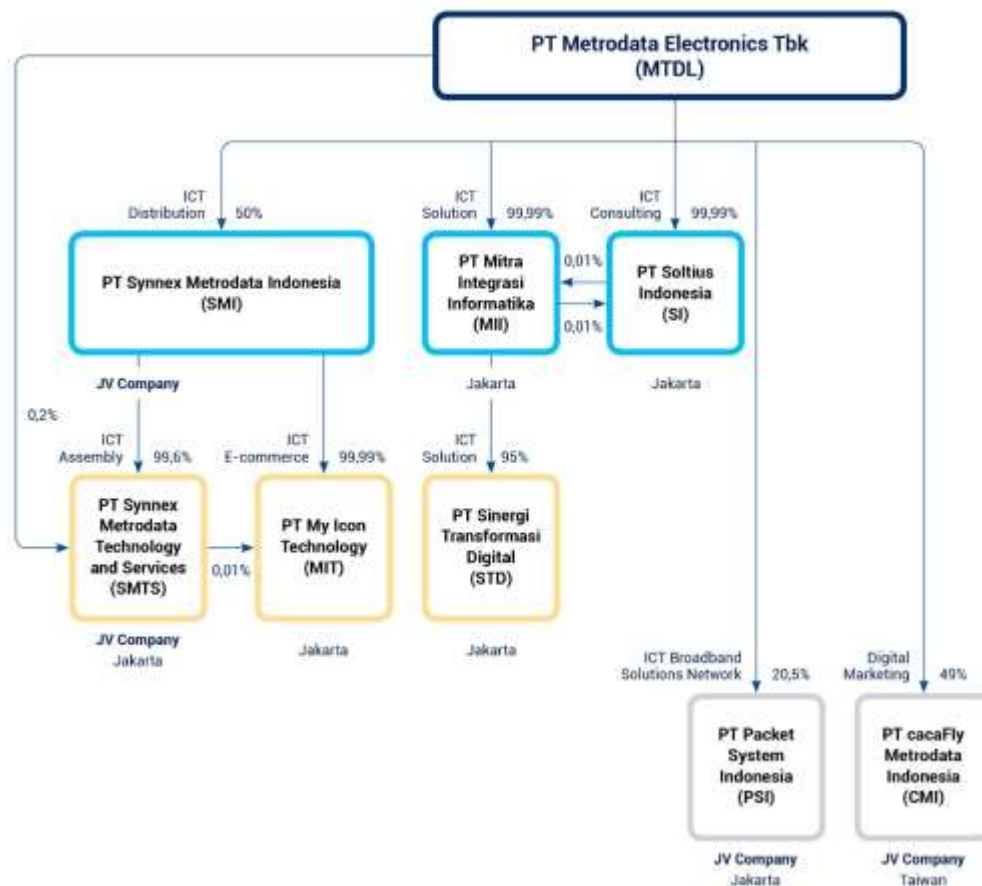 PT Metrodata Electronics Tbk
(MTDL)
ICT
Distribution
50%
ICT
Solution
99,99%
ICT
Consulting
99,99%
PT Synnex Metrodata Indonesia
(SMI)
PT Mitra
Integrasi
Informatika
(MII)
0,01%
0,01%
PT Soltius
Indonesia
(SI)
JV Company
Jakarta
Jakarta
0,2%
ICT
Assembly
99,6%
ICT
E-commerce
99,99%
ICT
Solution
95%
PT Synnex
Metrodata
Technology
and Services
(SMTS)
0,01%
PT My Icon
Technology
(MIT)
PT Sinergi
Transformasi
Digital
(STD)
JV Company
Jakarta
Jakarta
Jakarta
ICT Broadband
Solutions Network
20,5%
Digital
Marketing
49%
PT Packet
System
Indonesia
(PSI)
PT cacaFly
Metrodata
Indonesia
(CMI)
JV Company
Jakarta
JV Company
Taiwan